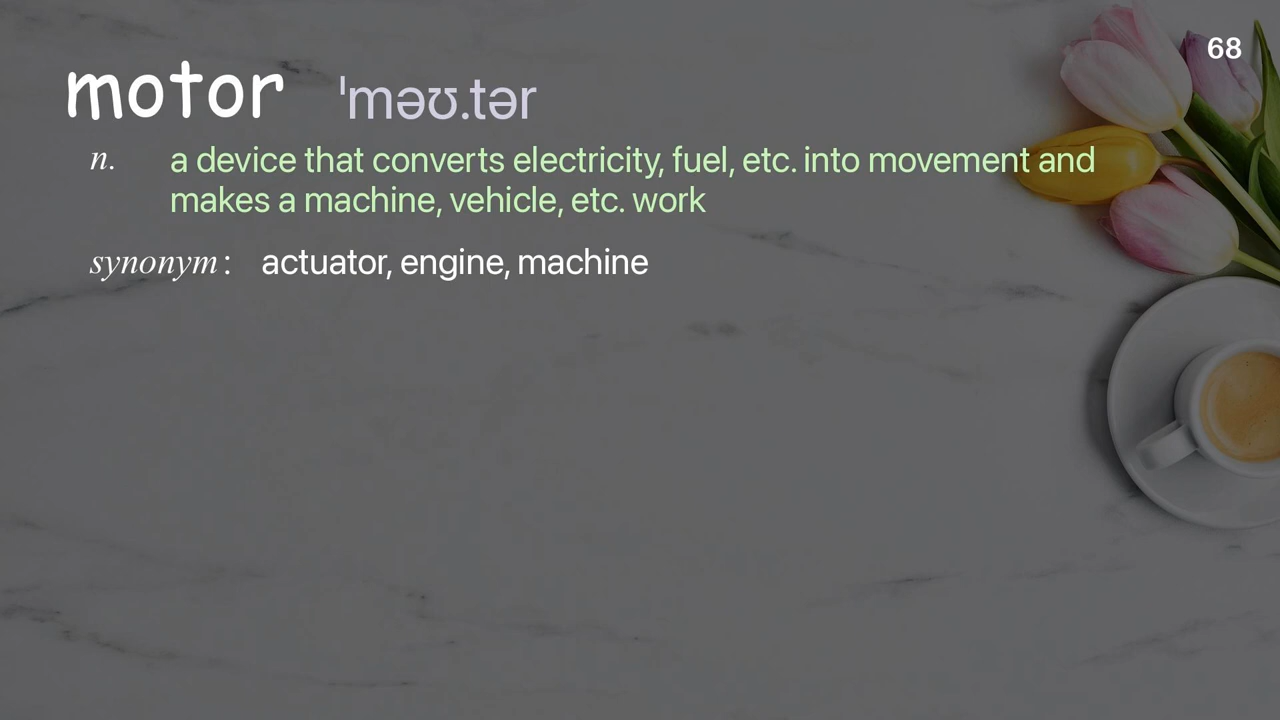 68
motor ˈməʊ.tər
n. a device that converts electricity, fuel, etc. into movement and
makes a machine, vehicle, etc. work
synonym : actuator, engine, machine